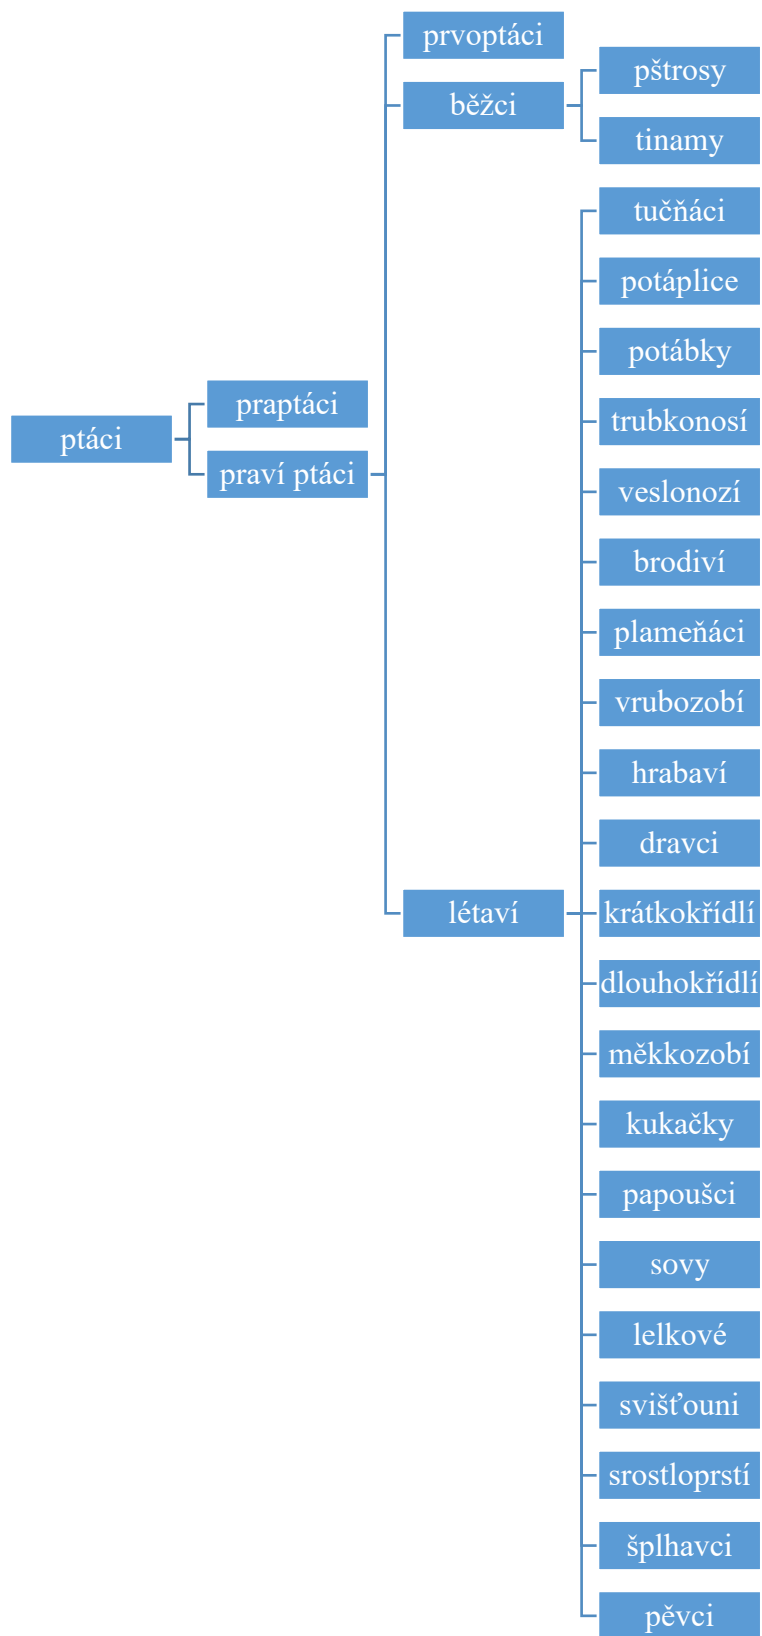 prvoptáci
běžci
pštrosy
tinamy
tučňáci
potáplice
potábky
trubkonosí
veslonozí
brodiví
plameňáci
vrubozobí
hrabaví
dravci
krátkokřídlí
dlouhokřídlí
měkkozobí
kukačky
papoušci
sovy
lelkové
svišťouni
srostloprstí
šplhavci
pěvci
ptáci
praptáci
praví ptáci
létaví